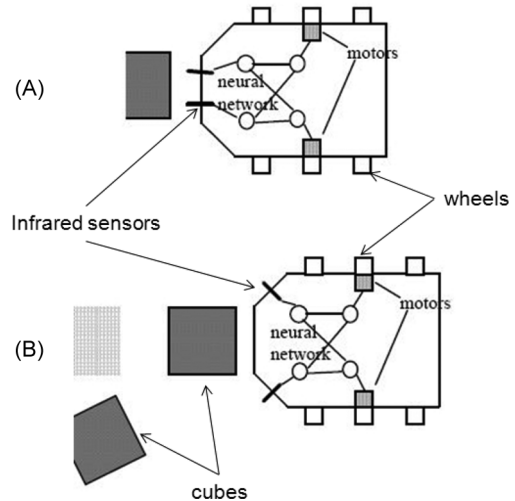 (A)
neural
network
motors
Infrared sensors
wheels
(B)
neural
network
motors
cubes